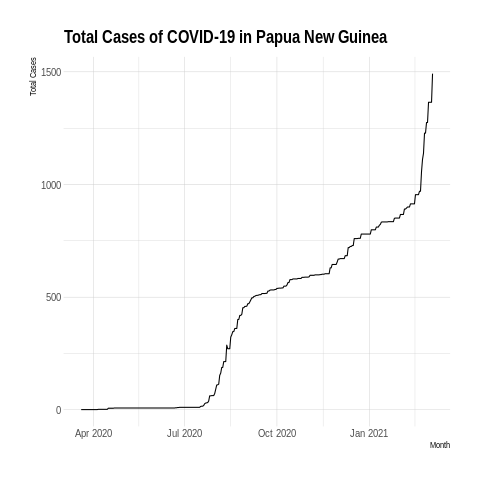 Total Cases of COVID-19 in Papua New Guinea
Total Cases
1500
1000
500
0
Apr 2020 Jul 2020 Oct 2020 Jan 2021
Month